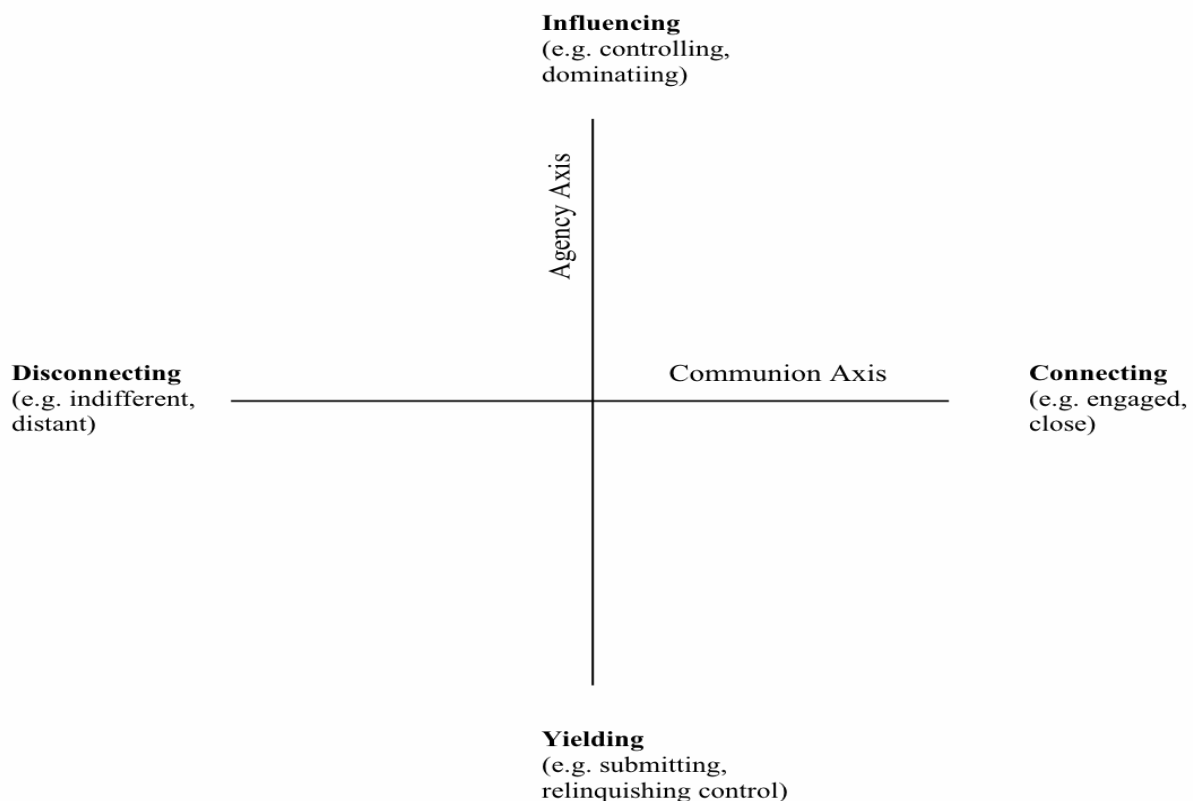 Influencing
(e.g. controlling,
dominatiing)
Agency Axis
Disconnecting
(e.g. indifferent,
distant)
Communion Axis
Connecting
(e.g. engaged,
close)
Yielding
(e.g. submitting,
relinquishing control)